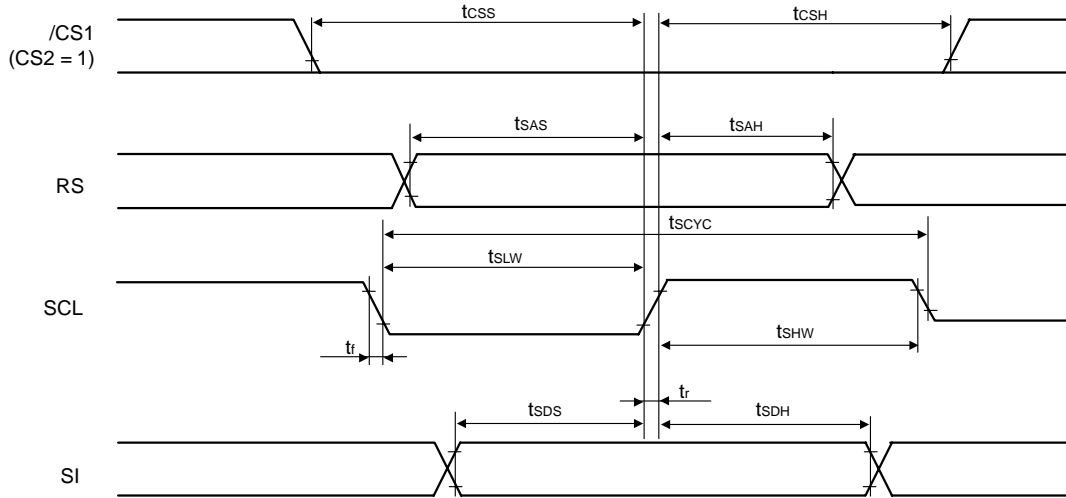 tCSS
tCSH
/CS1
(CS2 = 1)
tSAS
tSAH
RS
tSCYC
tSLW
SCL
tSHW
tf
tr
tSDS
tSDH
SI